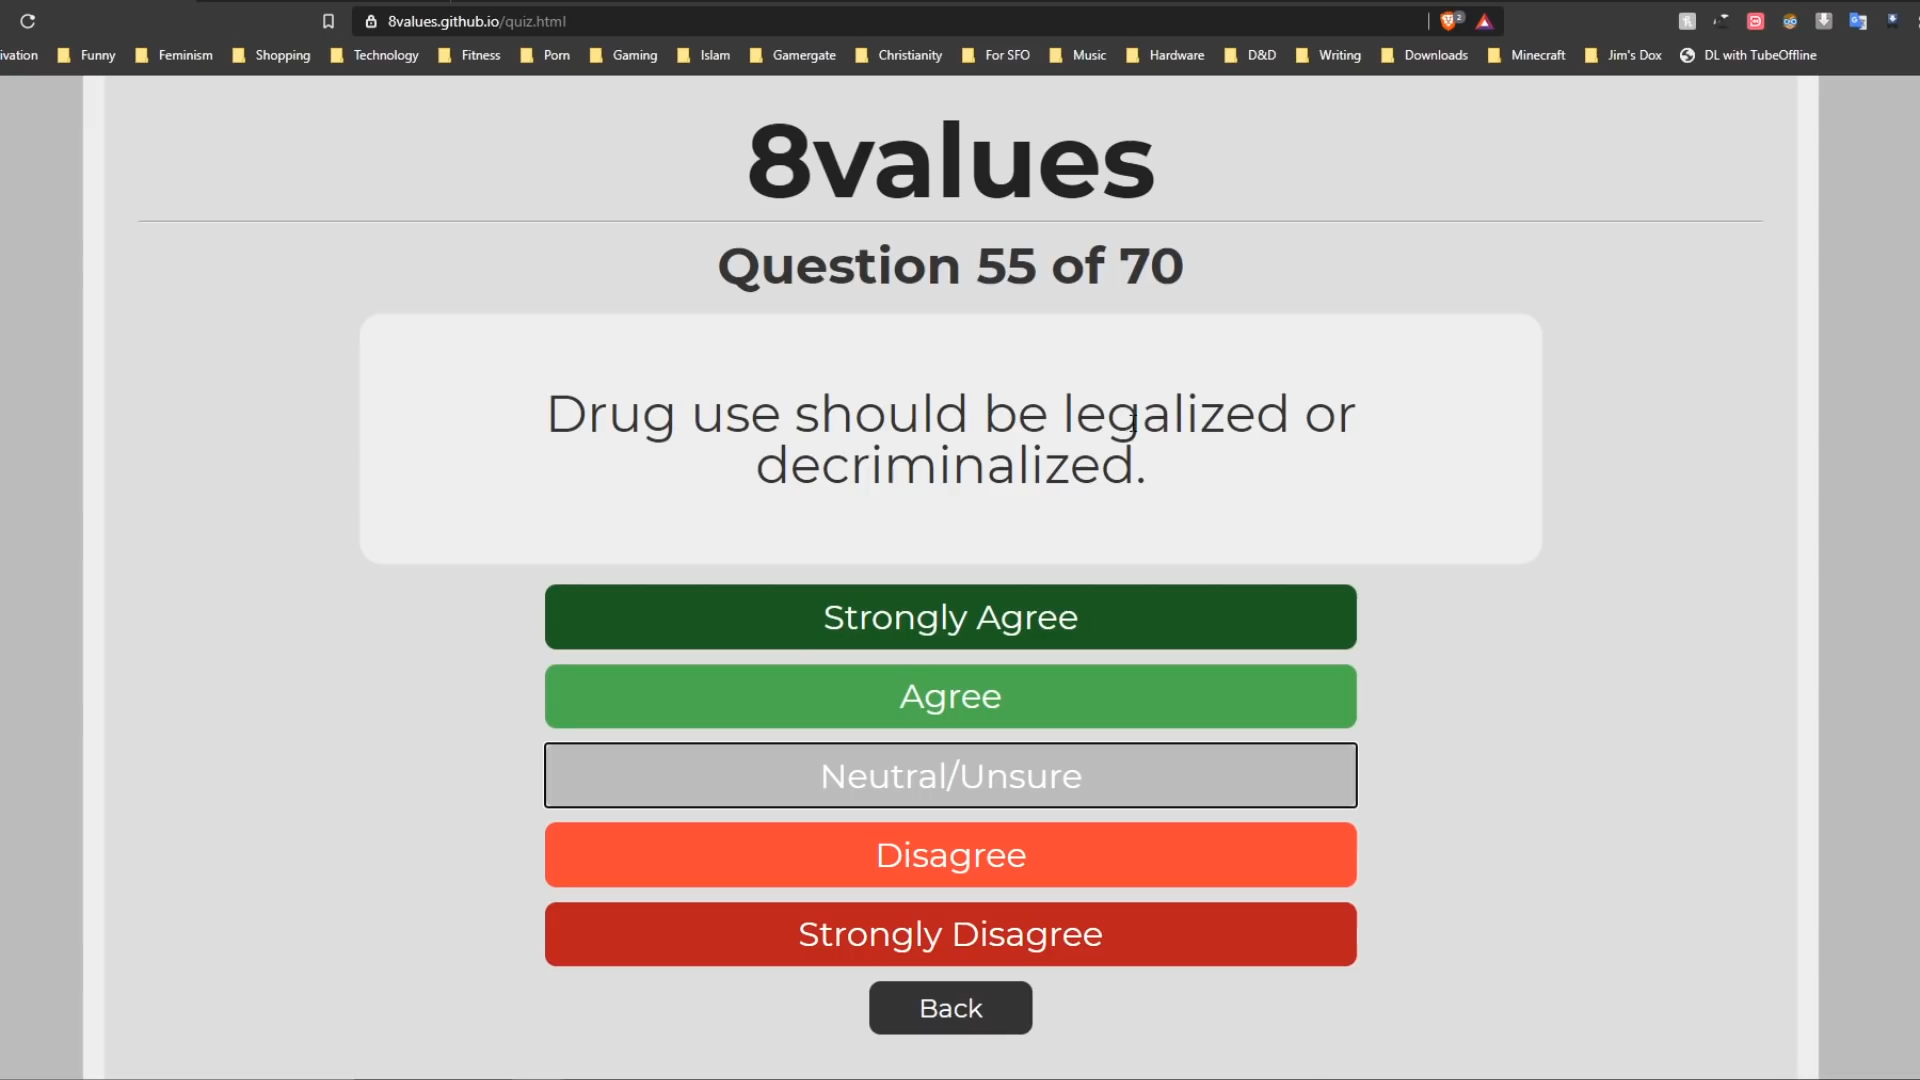 8values.github.io/quiz.html
2
ivation Funny Feminism Shopping Technology Fitness Porn Gaming Islam Gamergate Christianity For SFO Music Hardware D&D Writing Downloads Minecraft Jim's Dox DL with TubeOffline
8values
Question 55 of 70
Drug use should be legalized or
decriminalized.
Strongly Agree
Agree
Neutral/Unsure
Disagree
Strongly Disagree
Back